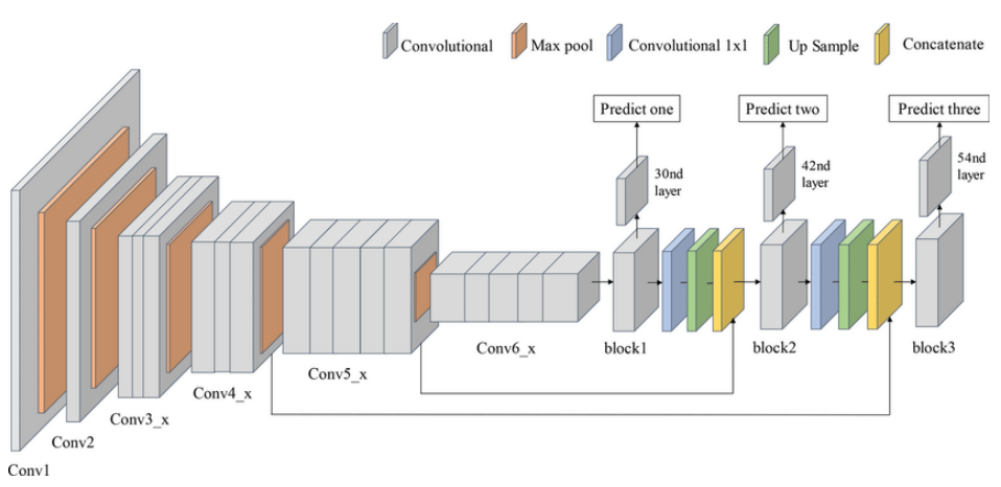 Convolutional
Max pool
Convolutional 1x1
Up Sample
Concatenate
Predict one
Predict two
Predict three
30nd
layer
42nd
layer
54nd
layer
Conv1
Conv2
Conv3_x
Conv4_x
Conv5_x
Conv6_x
block1
block2
block3